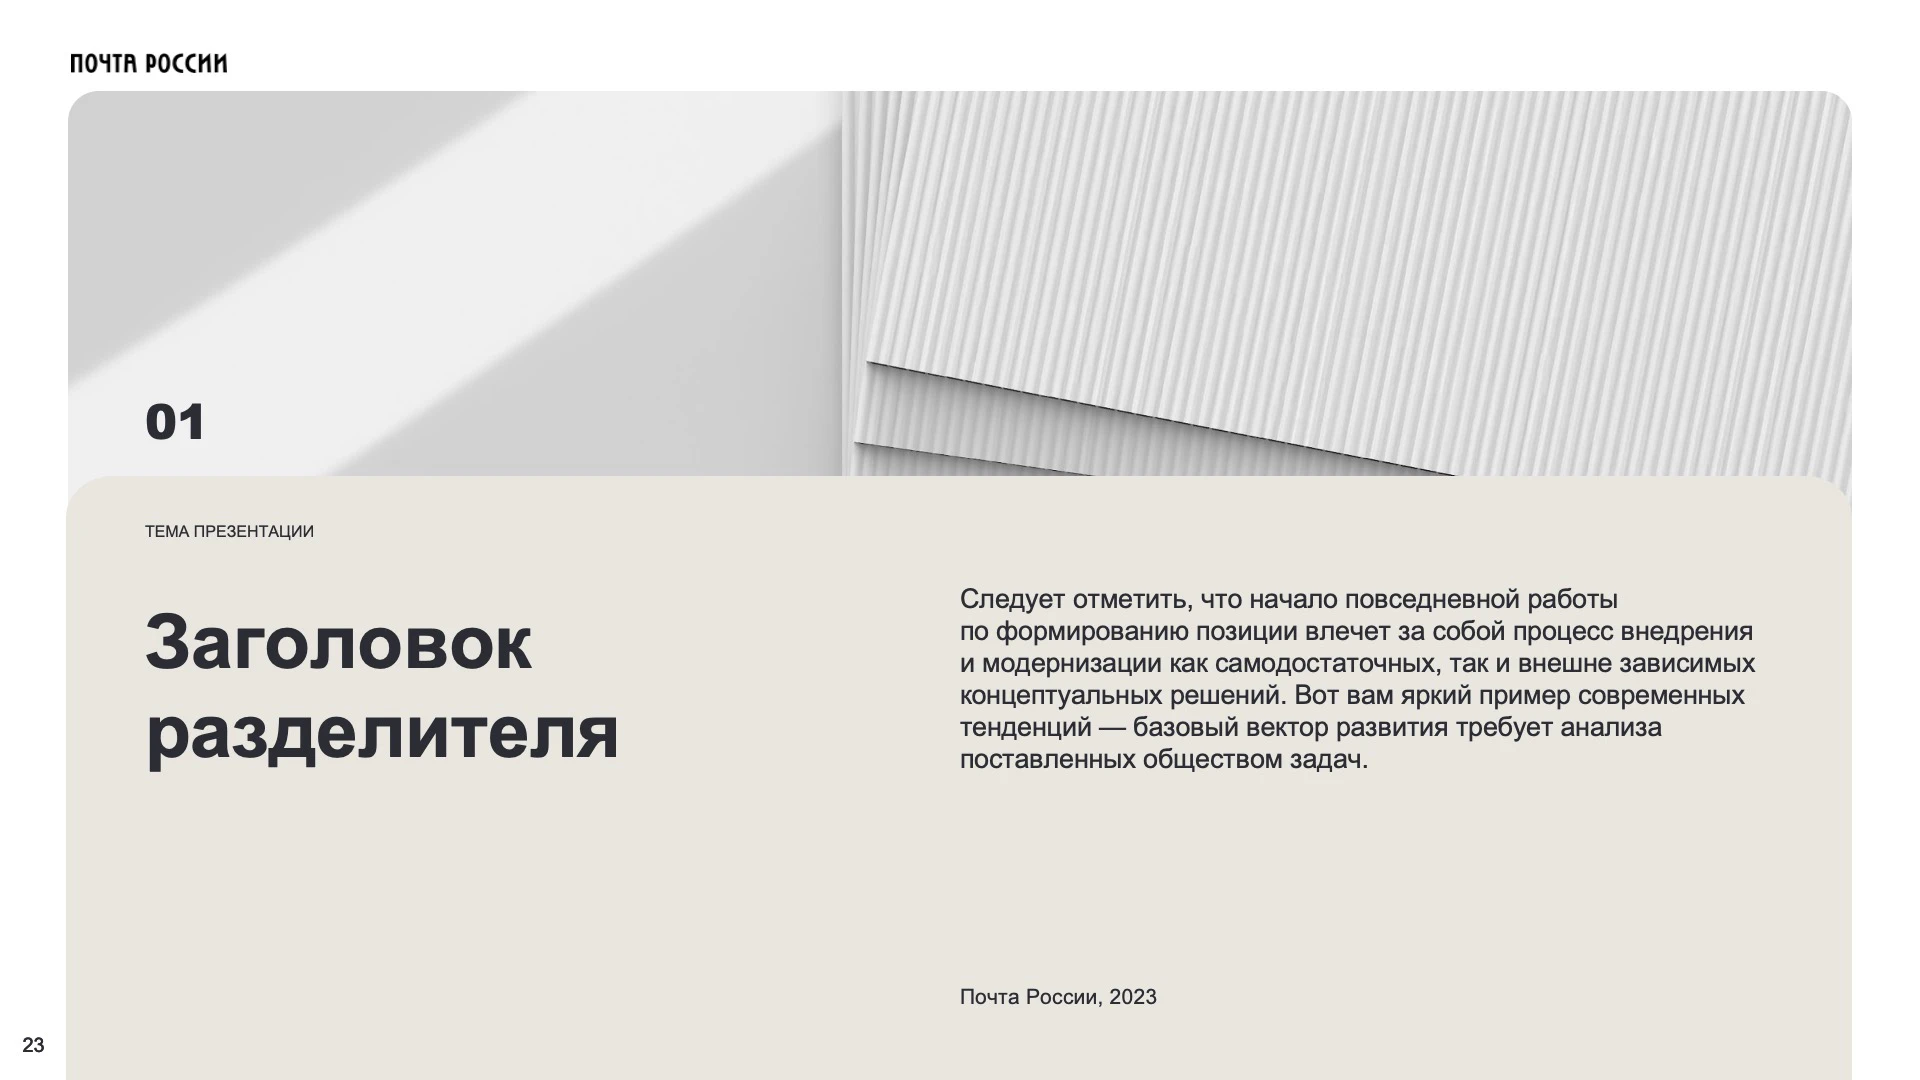 ПОЧТА РОССИИ
01
ТЕМА ПРЕЗЕНТАЦИИ
Заголовок
разделителя
Следует отметить, что начало повседневной работы
по формированию позиции влечет за собой процесс внедрения
и модернизации как самодостаточных, так и внешне зависимых
концептуальных решений. Вот вам яркий пример современных
тенденций — базовый вектор развития требует анализа
поставленных обществом задач.
Почта России, 2023
23